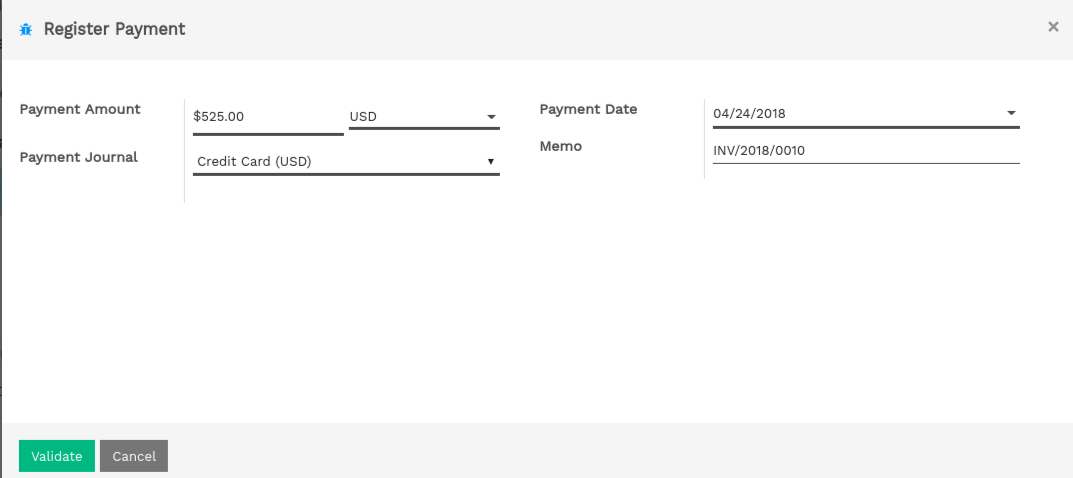 Register Payment
Payment Amount
$525.00
USD
Payment Journal
Credit Card (USD)
Payment Date
04/24/2018
Memo
INV/2018/0010
Validate
Cancel